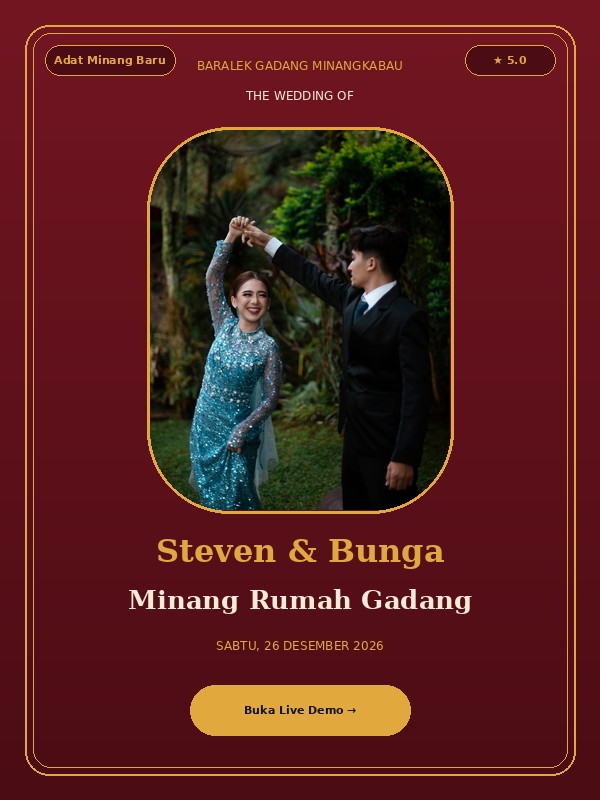 Adat Minang Baru
★ 5.0
BARALEK GADANG MINANGKABAU
THE WEDDING OF
Steven & Bunga
Minang Rumah Gadang
SABTU, 26 DESEMBER 2026
Buka Live Demo →